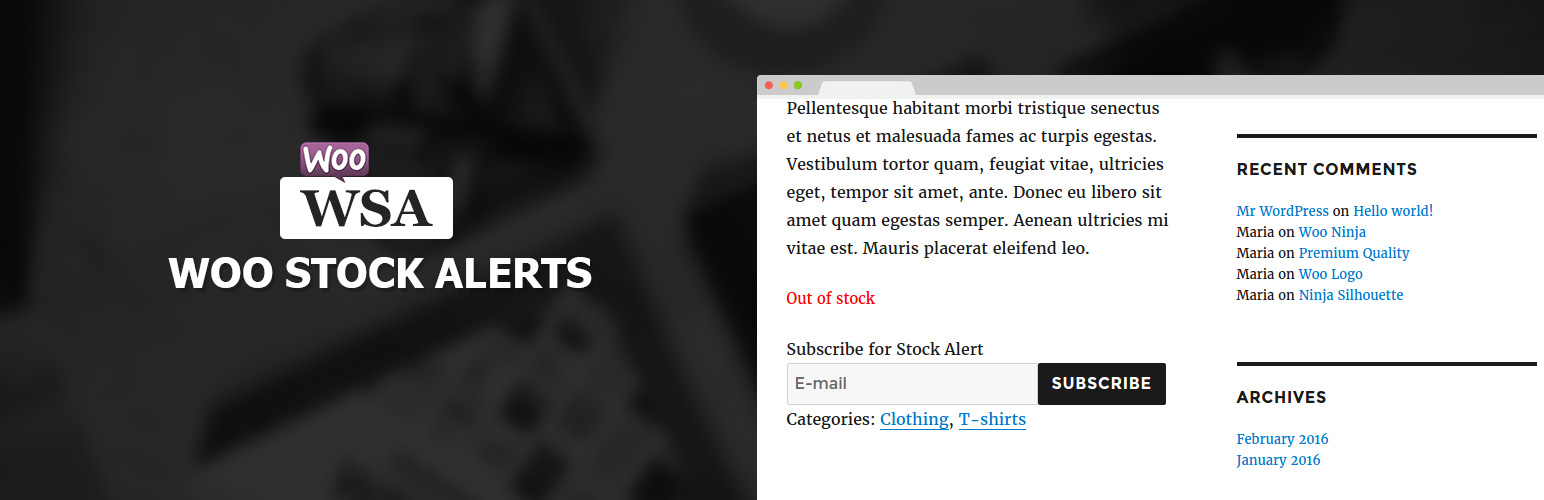 WOO
WSA
WOO STOCK ALERTS
Pellentesque habitant morbi tristique senectus
et netus et malesuada fames ac turpis egestas.
Vestibulum tortor quam, feugiat vitae, ultricies
eget, tempor sit amet, ante. Donec eu libero sit
amet quam egestas semper. Aenean ultricies mi
vitae est. Mauris placerat eleifend leo.
Out of stock
Subscribe for Stock Alert
E-mail
SUBSCRIBE
Categories: Clothing, T-shirts
RECENT COMMENTS
Mr WordPress on Hello world!
Maria on Woo Ninja
Maria on Premium Quality
Maria on Woo Logo
Maria on Ninja Silhouette
ARCHIVES
February 2016
January 2016